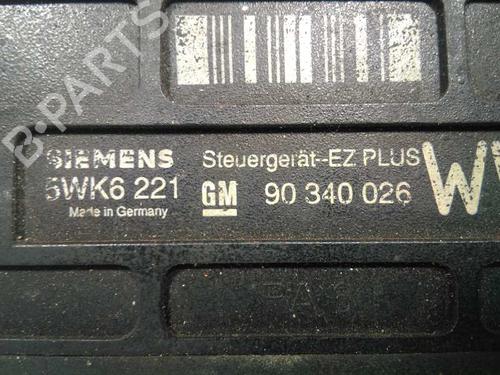 B-PARTS
SIEMENS Steuergerät--EZ PLUS
5WK6 221 GM 90 340 026
Made in Germany